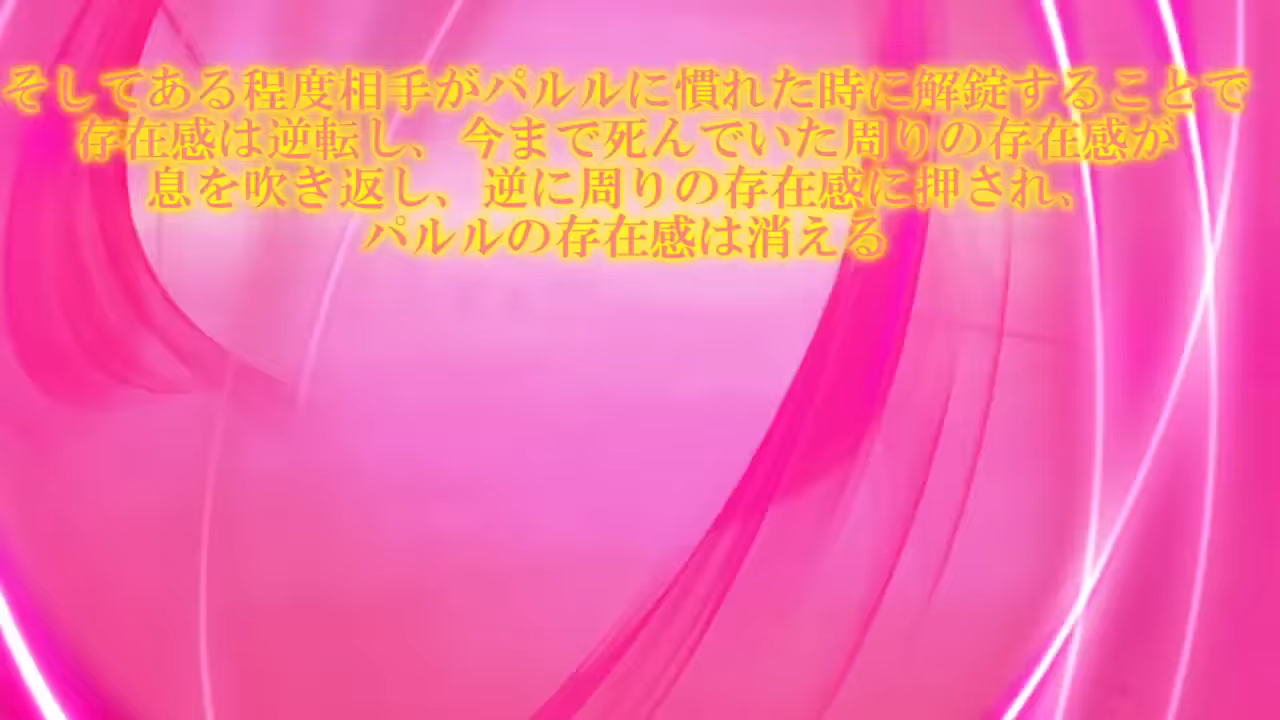 そしてある程度相手がパルルに慣れた時に解錠することで
存在感は逆転し、今まで死んでいた周りの存在感が
息を吹き返し、逆に周りの存在感に押され、
パルルの存在感は消える